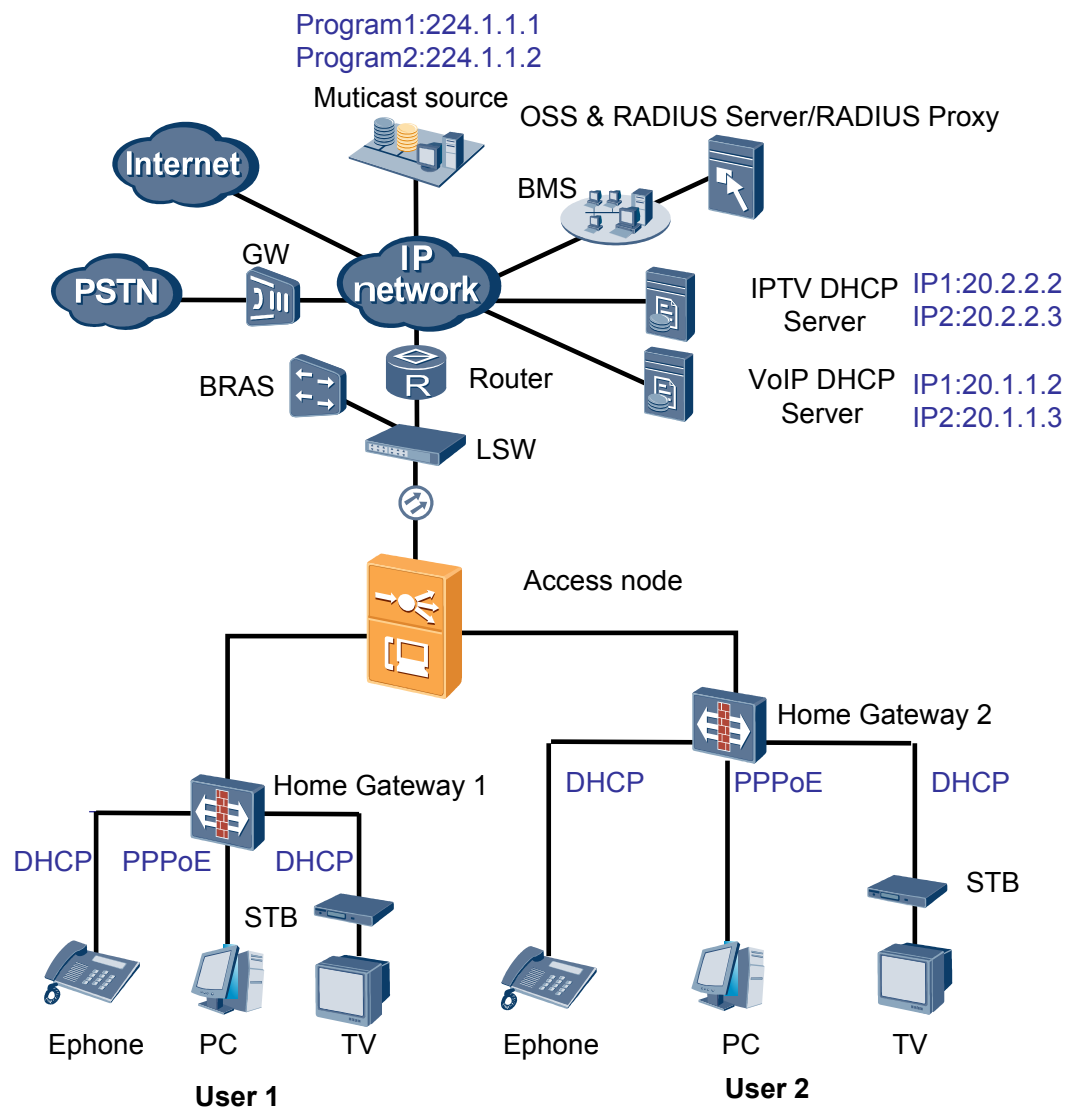 Program1:224.1.1.1
Program2:224.1.1.2
Muticast source
OSS & RADIUS Server/RADIUS Proxy
Internet
BMS
GW
IP
network
PSTN
IPTV DHCP
Server
IP1:20.2.2.2
IP2:20.2.2.3
BRAS
R
Router
VoIP DHCP
Server
IP1:20.1.1.2
IP2:20.1.1.3
LSW
Access node
Home Gateway 2
DHCP
PPPoE
DHCP
Home Gateway 1
DHCP
PPPoE
DHCP
STB
STB
Ephone
PC
TV
Ephone
PC
TV
User 1
User 2